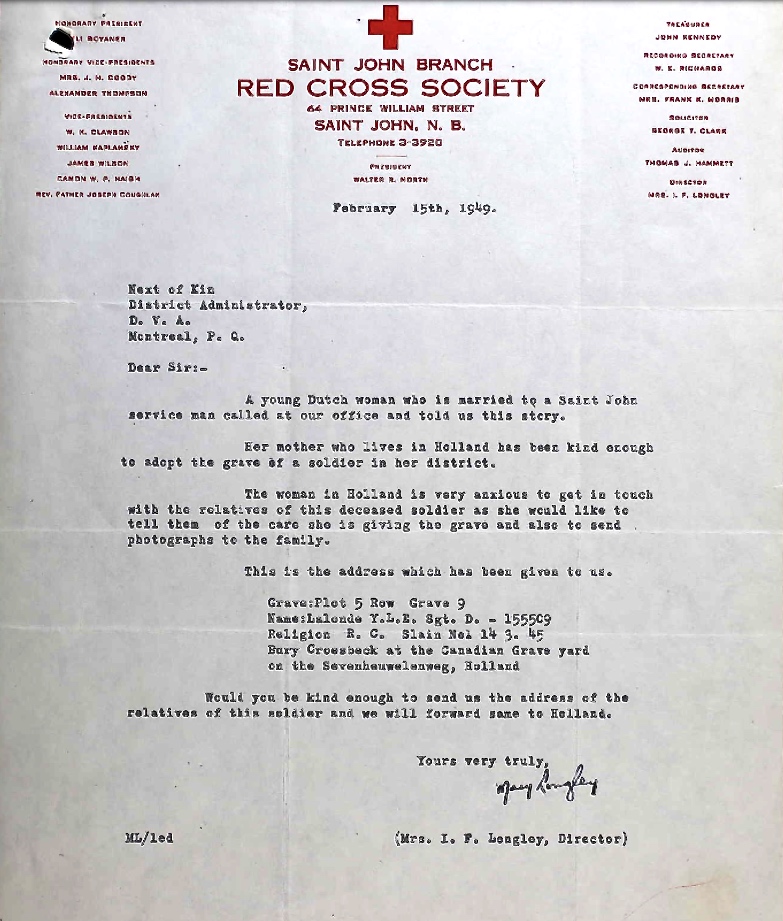 HONORARY PRESIDENT
ELI BOYANER
HONORARY VICE-PRESIDENTS
MRS. J. H. CODDY
ALEXANDER THOMPSON
VICE-PRESIDENTS
W. K. CLAWSON
WILLIAM KAPLANSKY
JAMES WILSON
CANON W. P. HAIGH
REV. FATHER JOSEPH COUGHLAN
SAINT JOHN BRANCH
RED CROSS SOCIETY
64 PRINCE WILLIAM STREET
SAINT JOHN, N. B.
TELEPHONE 3-3920
PRESIDENT
WALTER R. NORTH
TREASURER
JOHN KENNEDY
RECORDING SECRETARY
W. E. RICHARDS
CORRESPONDING SECRETARY
MRS. FRANK K. MORRIS
SOLICITOR
GEORGE T. CLARK
AUDITOR
THOMAS J. HAMMETT
DIRECTOR
MRS. I. F. LONGLEY
February 15th, 1949.
Next of Kin
District Administrator,
D. V. A.
Montreal, P. Q.
Dear Sir:-
A young Dutch woman who is married to a Saint John
service man called at our office and told us this story.
Her mother who lives in Holland has been kind enough
to adopt the grave of a soldier in her district.
The woman in Holland is very anxious to get in touch
with the relatives of this deceased soldier as she would like to
tell them of the care she is giving the grave and also to send
photographs to the family.
This is the address which has been given to us.
Grave:Plot 5 Row Grave 9
Name:Lalonde Y.L.E. Sgt. D. - 155509
Religion R. C. Slain Nel 14 3. 45
Bury Croesbeck at the Canadian Grave yard
on the Sevenheuwelenweg, Holland
Would you be kind enough to send us the address of the
relatives of this soldier and we will forward same to Holland.
Yours very truly,
Mary Longley
ML/led
(Mrs. I. F. Longley, Director)